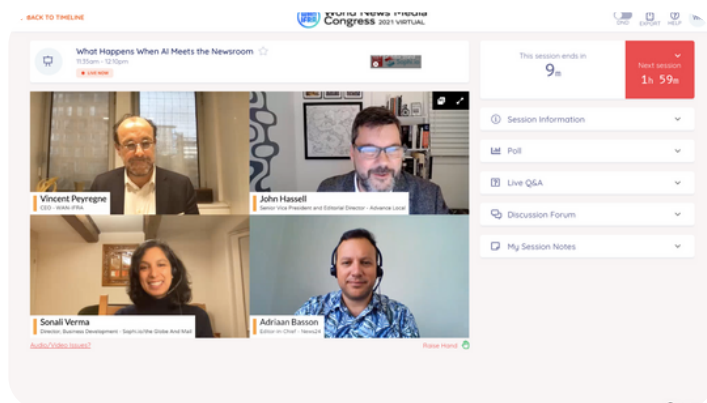 BACK TO TIMELINE
World News Media
Congress 2021 VIRTUAL
DND
EXPORT
HELP
What Happens When AI Meets the Newsroom
11:35am - 12:10pm
LIVE NOW
This session ends in
9m
Next session
1h 59m
Session Information
Poll
Live Q&A
Discussion Forum
My Session Notes
Vincent Peyregne
CEO - WAN-IFRA
John Hassell
Senior Vice President and Editorial Director - Advance Local
Sonali Verma
Director, Business Development - Sophi.io/the Globe And Mail
Adriaan Basson
Editor-in-Chief - News24
Audio/Video Issues?
Raise Hand